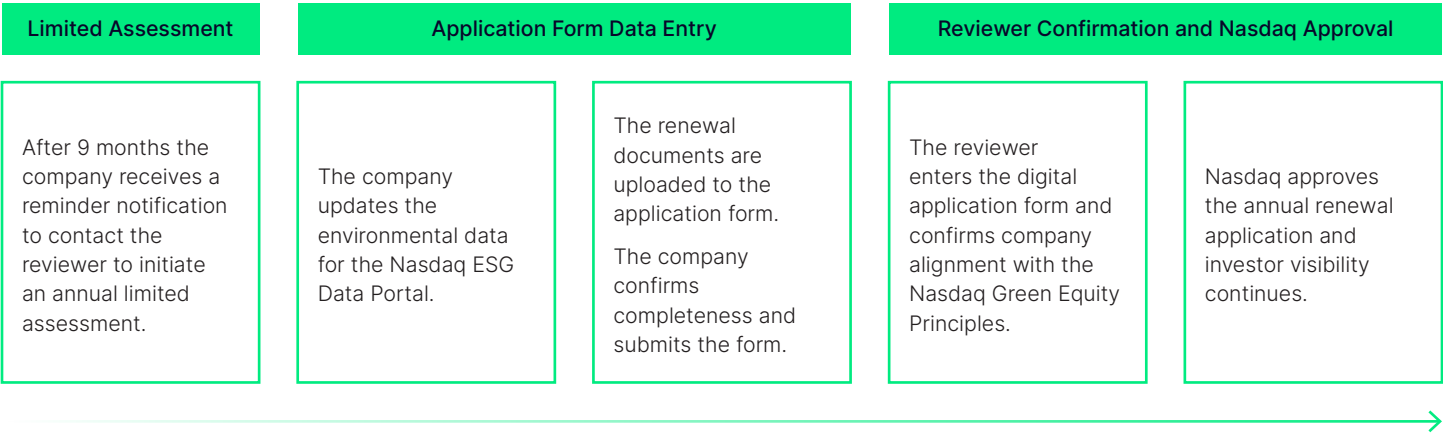 Limited Assessment
Application Form Data Entry
Reviewer Confirmation and Nasdaq Approval
After 9 months the
company receives a
reminder notification
to contact the
reviewer to initiate
an annual limited
assessment.
The company
updates the
environmental data
for the Nasdaq ESG
Data Portal.
The renewal
documents are
uploaded to the
application form.
The company
confirms
completeness and
submits the form.
The reviewer
enters the digital
application form and
confirms company
alignment with the
Nasdaq Green Equity
Principles.
Nasdaq approves
the annual renewal
application and
investor visibility
continues.